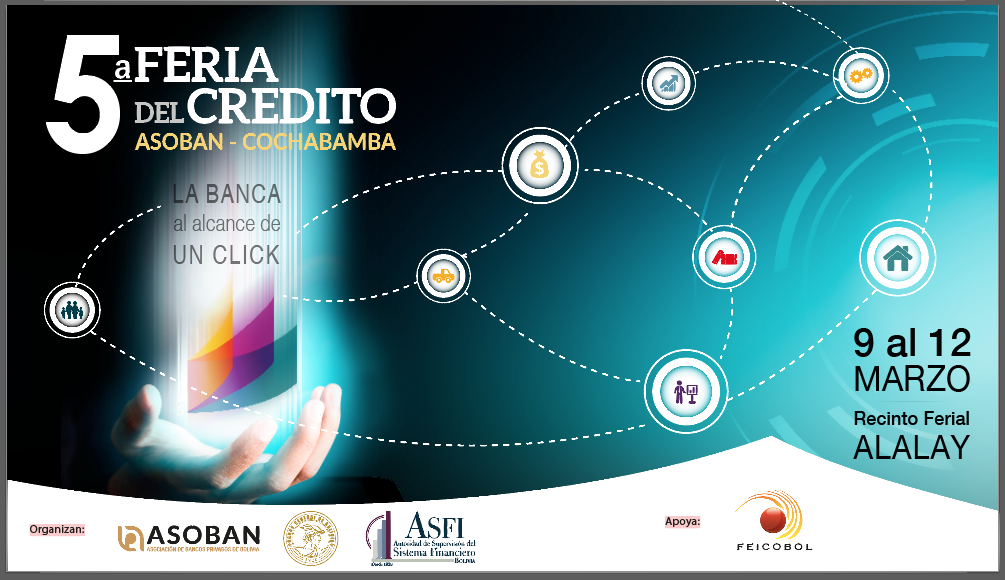 5a FERIA
DEL CREDITO
ASOBAN - COCHABAMBA
LA BANCA
al alcance de
UN CLICK
9 al 12
MARZO
Recinto Ferial
ALALAY
Organizan:
ASOBAN
ASOCIACIÓN DE BANCOS PRIVADOS DE BOLIVIA
ASFI
Autoridad de Supervisión del
Sistema Financiero
BOLIVIA
Desde 1928
Apoya:
FEICOBOL